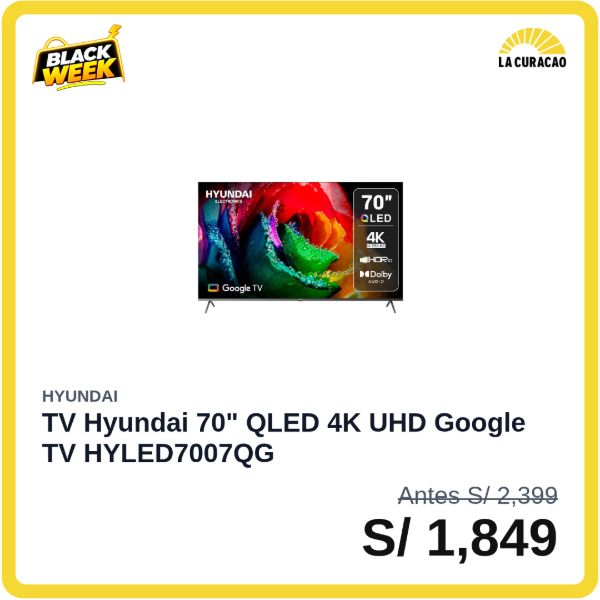 BLACK
WEEK
LA CURACAO
HYUNDAI
ELECTRONICS
70"
QLED
4K
HDR10
Dolby
AUDIO
Google TV
HYUNDAI
TV Hyundai 70" QLED 4K UHD Google
TV HYLED7007QG
Antes S/ 2,399
S/ 1,849